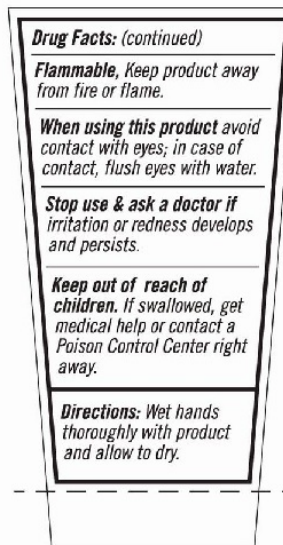 Drug Facts: (continued)
Flammable, Keep product away
from fire or flame.
When using this product avoid
contact with eyes; in case of
contact, flush eyes with water.
Stop use & ask a doctor if
irritation or redness develops
and persists.
Keep out of reach of
children. If swallowed, get
medical help or contact a
Poison Control Center right
away.
Directions: Wet hands
thoroughly with product
and allow to dry.